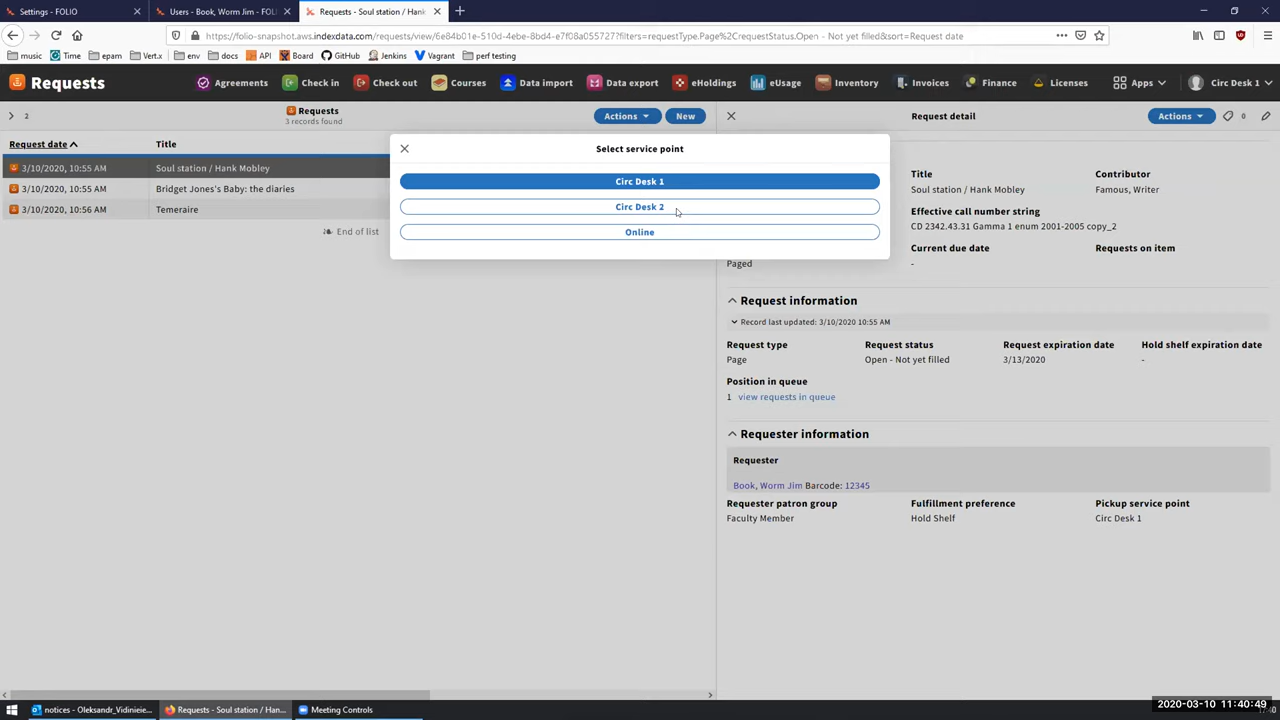 Settings - FOLIO
Users - Book, Worm Jim - FOLI
Requests - Soul station / Hank
https://folio-snapshot.aws.indexdata.com/requests/view/6e84b01e-510d-4ebe-8bd4-e7f08a055727?filters=requestType.Page%2CrequestStatus.Open - Not yet filled&sort=Request date
music
Time
epam
Vert.x
env
docs
API
Board
GitHub
Jenkins
Vagrant
perf testing
Requests
Agreements
Check in
Check out
Courses
Data import
Data export
eHoldings
eUsage
Inventory
Invoices
Finance
Licenses
Apps
Circ Desk 1
2
Requests
3 records found
Actions
New
Request detail
Actions
0
Request date
Title
3/10/2020, 10:55 AM
Soul station / Hank Mobley
3/10/2020, 10:55 AM
Bridget Jones's Baby: the diaries
3/10/2020, 10:56 AM
Temeraire
End of list
Select service point
Circ Desk 1
Circ Desk 2
Online
Title
Contributor
Soul station / Hank Mobley
Famous, Writer
Effective call number string
CD 2342.43.31 Gamma 1 enum 2001-2005 copy_2
Current due date
Requests on item
Paged
-
Request information
Record last updated: 3/10/2020 10:55 AM
Request type
Request status
Request expiration date
Hold shelf expiration date
Page
Open - Not yet filled
3/13/2020
-
Position in queue
1 view requests in queue
Requester information
Requester
Book, Worm Jim Barcode: 12345
Requester patron group
Fulfillment preference
Pickup service point
Faculty Member
Hold Shelf
Circ Desk 1
notices - Oleksandr_Vidinieie...
Requests - Soul station / Han...
Meeting Controls
2020-03-10 11:40:49